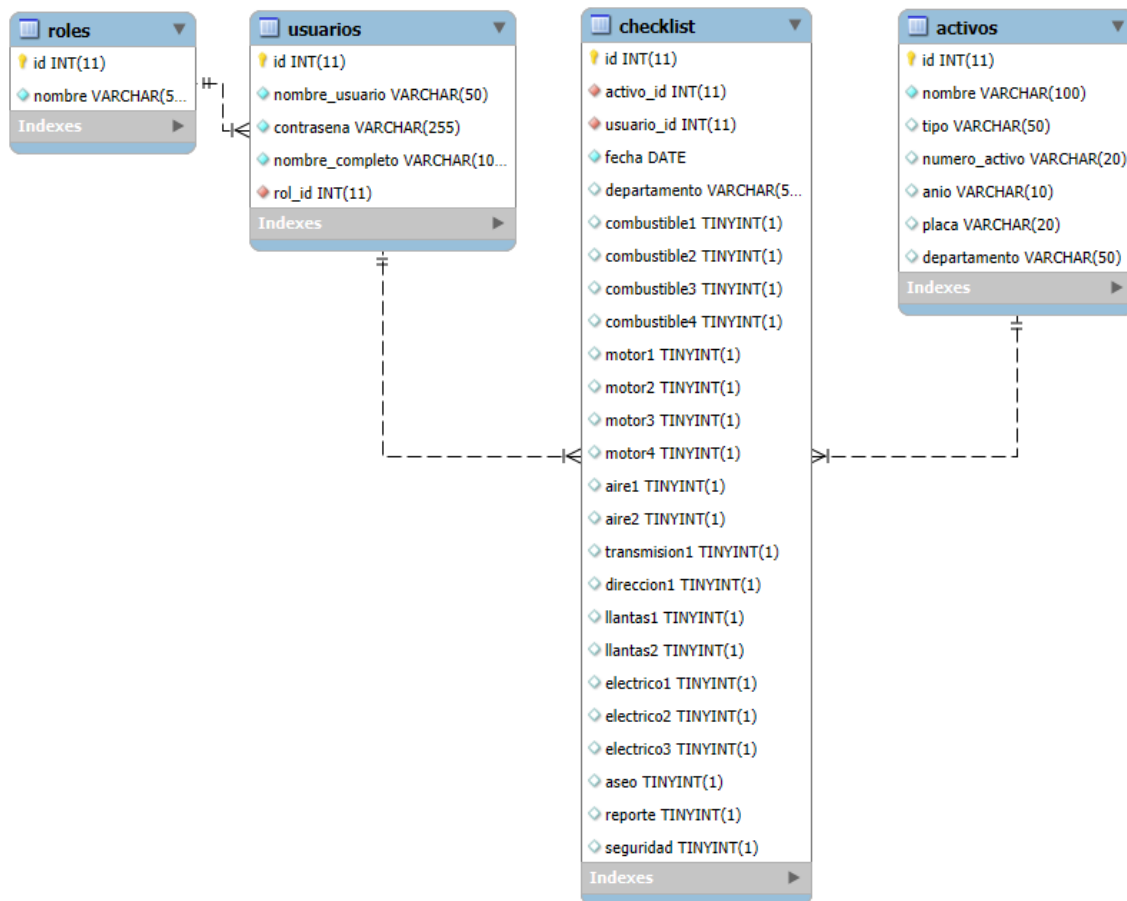 roles
id INT(11)
nombre VARCHAR(5...
Indexes
usuarios
id INT(11)
nombre_usuario VARCHAR(50)
contrasena VARCHAR(255)
nombre_completo VARCHAR(10...
rol_id INT(11)
Indexes
checklist
id INT(11)
activo_id INT(11)
usuario_id INT(11)
fecha DATE
departamento VARCHAR(5...
combustible1 TINYINT(1)
combustible2 TINYINT(1)
combustible3 TINYINT(1)
combustible4 TINYINT(1)
motor1 TINYINT(1)
motor2 TINYINT(1)
motor3 TINYINT(1)
motor4 TINYINT(1)
aire1 TINYINT(1)
aire2 TINYINT(1)
transmision1 TINYINT(1)
direccion1 TINYINT(1)
llantas1 TINYINT(1)
llantas2 TINYINT(1)
electrico1 TINYINT(1)
electrico2 TINYINT(1)
electrico3 TINYINT(1)
aseo TINYINT(1)
reporte TINYINT(1)
seguridad TINYINT(1)
Indexes
activos
id INT(11)
nombre VARCHAR(100)
tipo VARCHAR(50)
numero_activo VARCHAR(20)
anio VARCHAR(10)
placa VARCHAR(20)
departamento VARCHAR(50)
Indexes